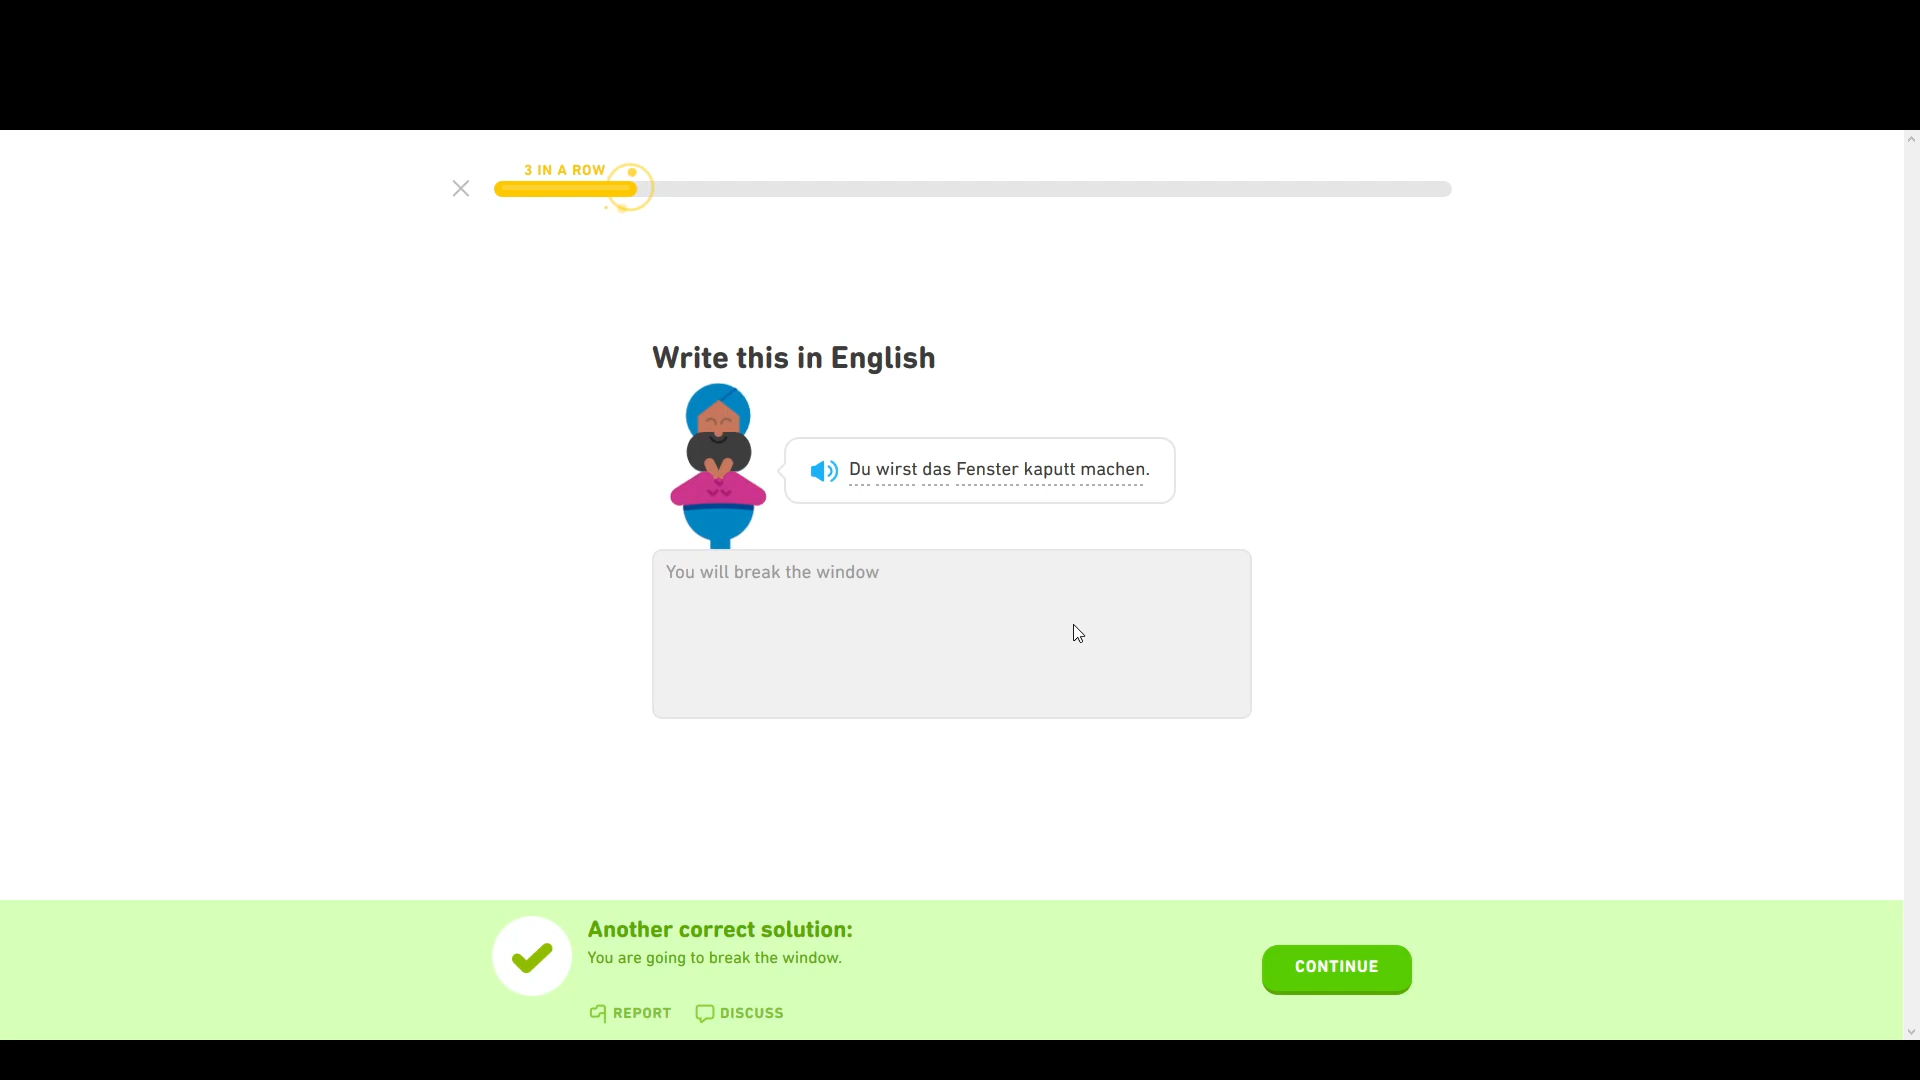 3 IN A ROW
Write this in English
Du wirst das Fenster kaputt machen.
You will break the window
Another correct solution:
You are going to break the window.
CONTINUE
REPORT
DISCUSS